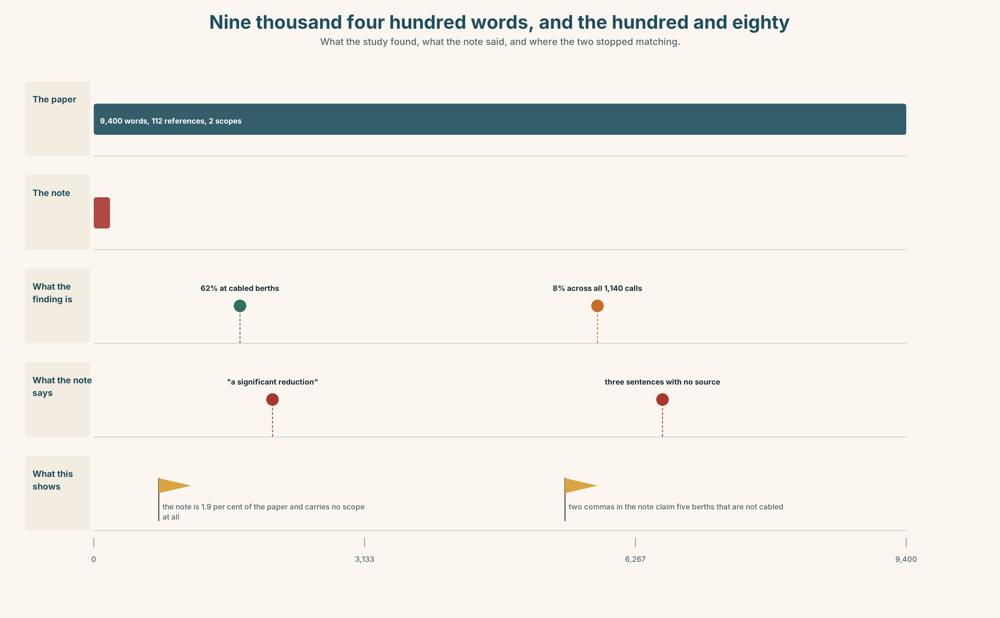 Nine thousand four hundred words, and the hundred and eighty
What the study found, what the note said, and where the two stopped matching.
The paper
9,400 words, 112 references, 2 scopes
The note
What the
finding is
62% at cabled berths
8% across all 1,140 calls
What the note
says
"a significant reduction"
three sentences with no source
What this
shows
the note is 1.9 per cent of the paper and carries no scope
at all
two commas in the note claim five berths that are not cabled
0
3,133
6,267
9,400